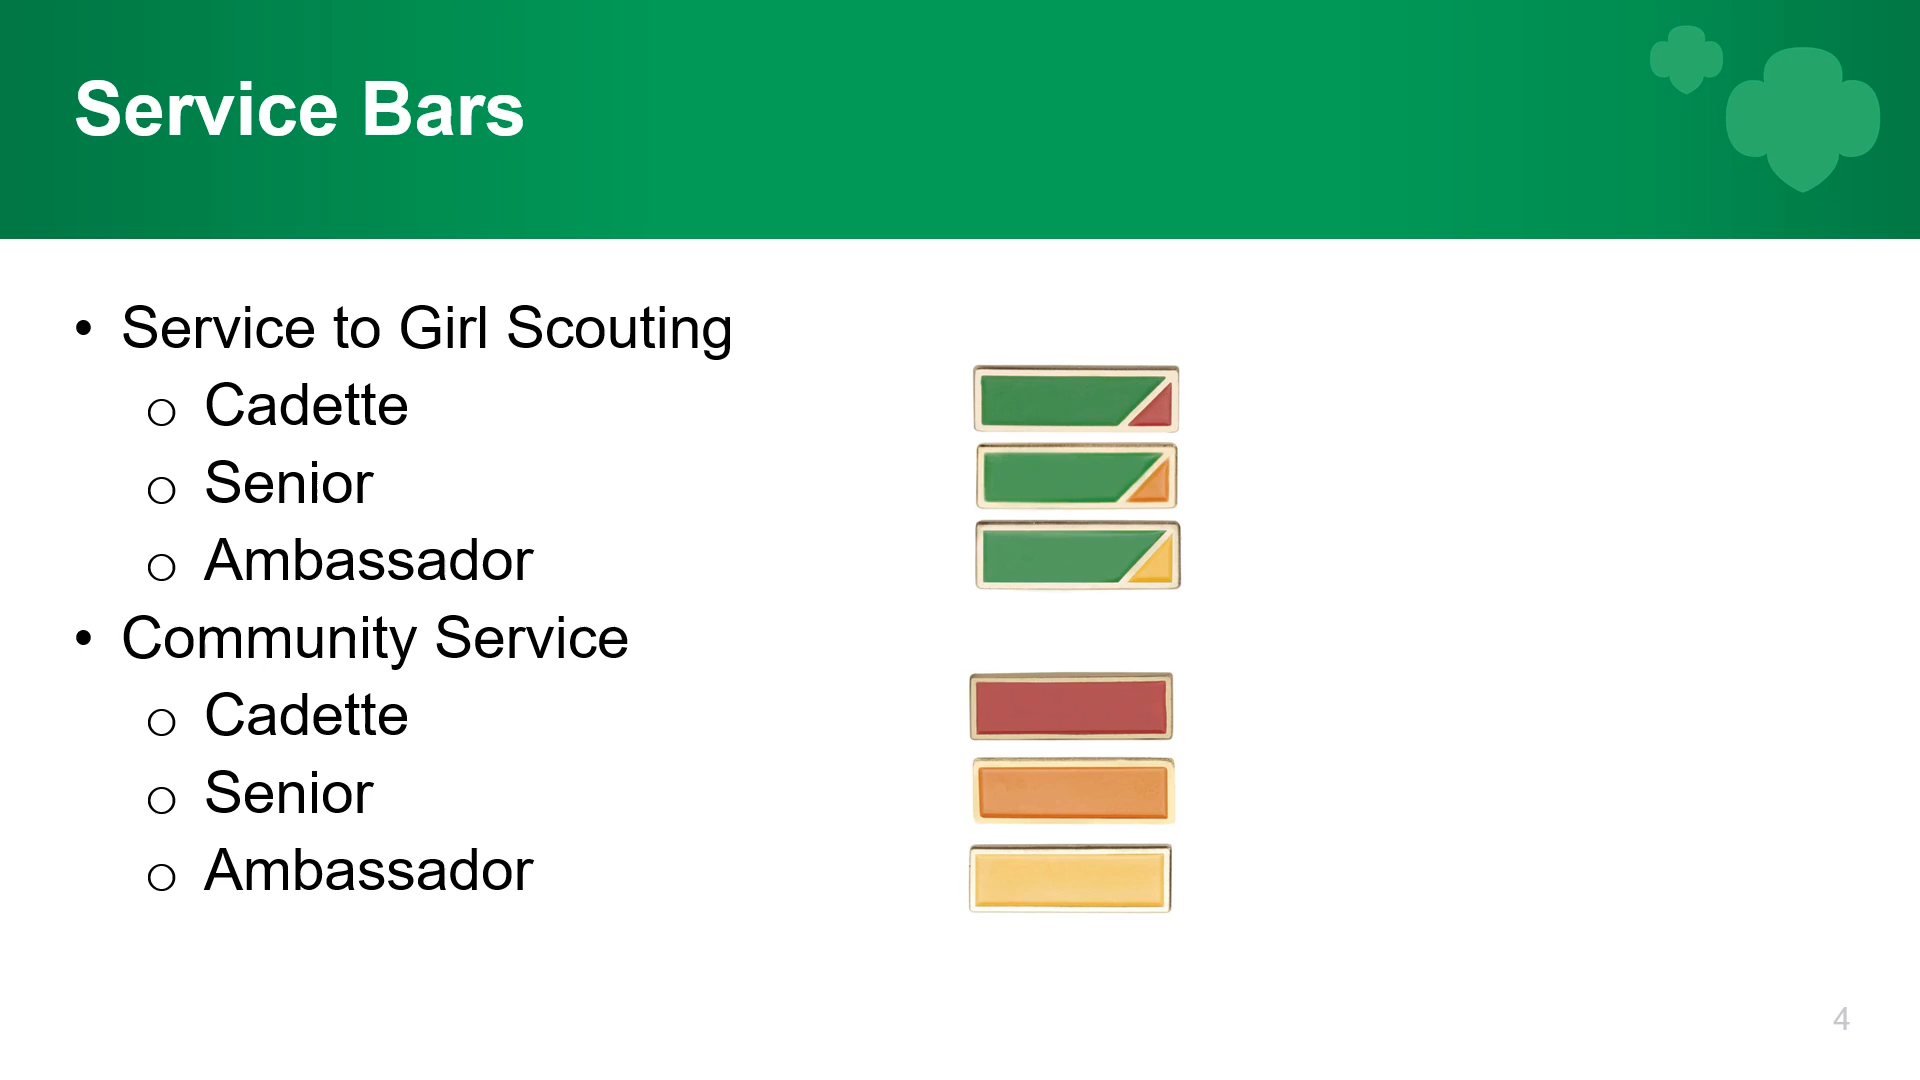 Service Bars
• Service to Girl Scouting
o Cadette
o Senior
o Ambassador
• Community Service
o Cadette
o Senior
o Ambassador
4